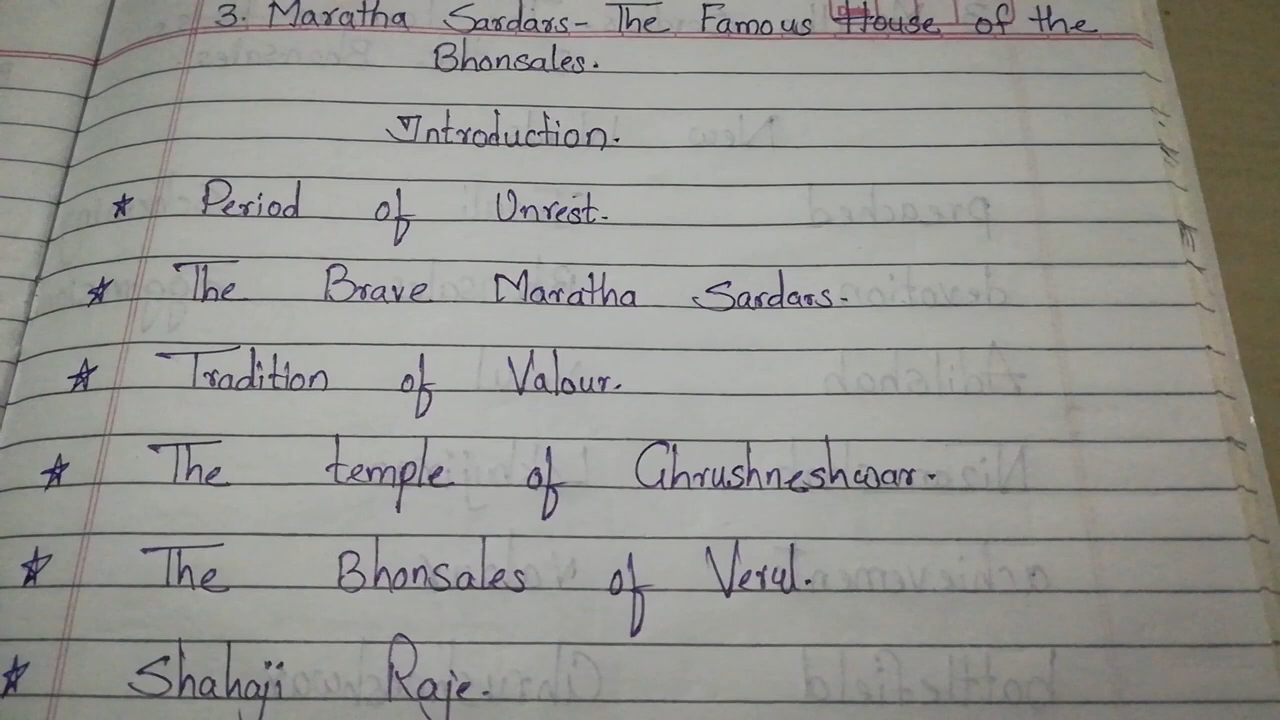 3. Maratha Sardars- The Famous House of the
Bhonsales.
Introduction.
★ Period of Unrest.
★ The Brave Maratha Sardars.
★ Tradition of Valour.
★ The temple of Ghrushneshwar.
★ The Bhonsales of Verul.
★ Shahaji Raje.